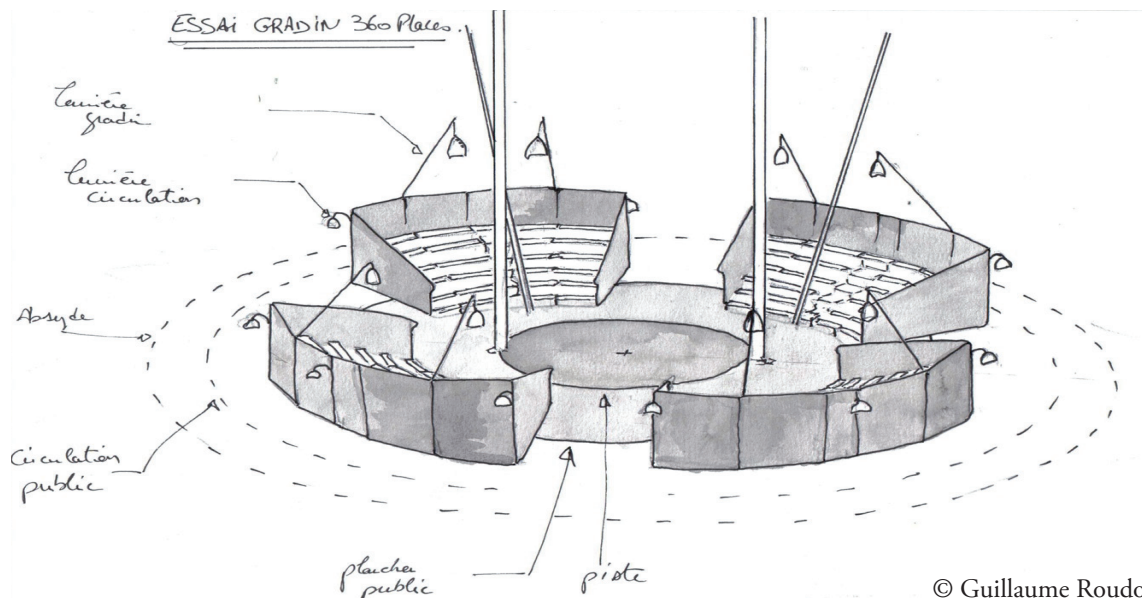 ESSAI GRADIN 360 Places.
lumière
gradin
lumière
circulation
Absyde
Circulation
public
plancher
public
piste
© Guillaume Roudo